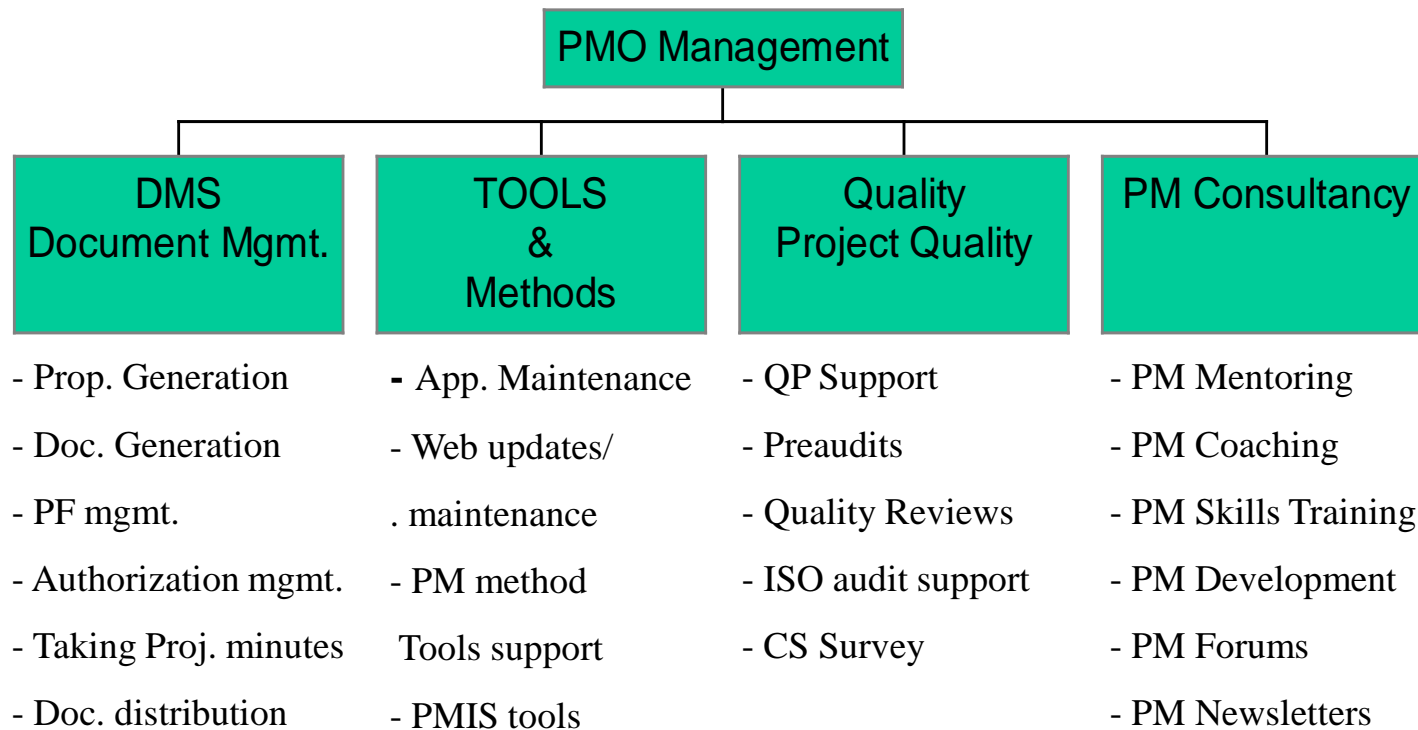 PMO Management
DMS
Document Mgmt.
TOOLS
&
Methods
Quality
Project Quality
PM Consultancy
- Prop. Generation
- Doc. Generation
- PF mgmt.
- Authorization mgmt.
- Taking Proj. minutes
- Doc. distribution
- App. Maintenance
- Web updates/
. maintenance
- PM method
Tools support
- PMIS tools
- QP Support
- Preaudits
- Quality Reviews
- ISO audit support
- CS Survey
- PM Mentoring
- PM Coaching
- PM Skills Training
- PM Development
- PM Forums
- PM Newsletters